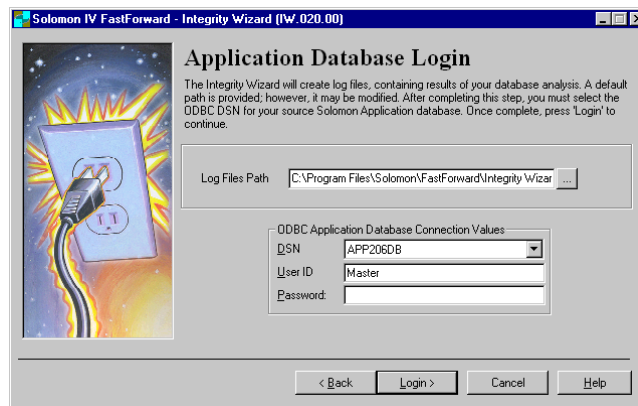 Solomon IV FastForward - Integrity Wizard (IW.020.00)
Application Database Login
The Integrity Wizard will create log files, containing results of your database analysis. A default
path is provided; however, it may be modified. After completing this step, you must select the
ODBC DSN for your source Solomon Application database. Once complete, press 'Login' to
continue.
Log Files Path C:\Program Files\Solomon\FastForward\Integrity Wizar ...
ODBC Application Database Connection Values
DSN APP206DB
User ID Master
Password:
< Back Login > Cancel Help